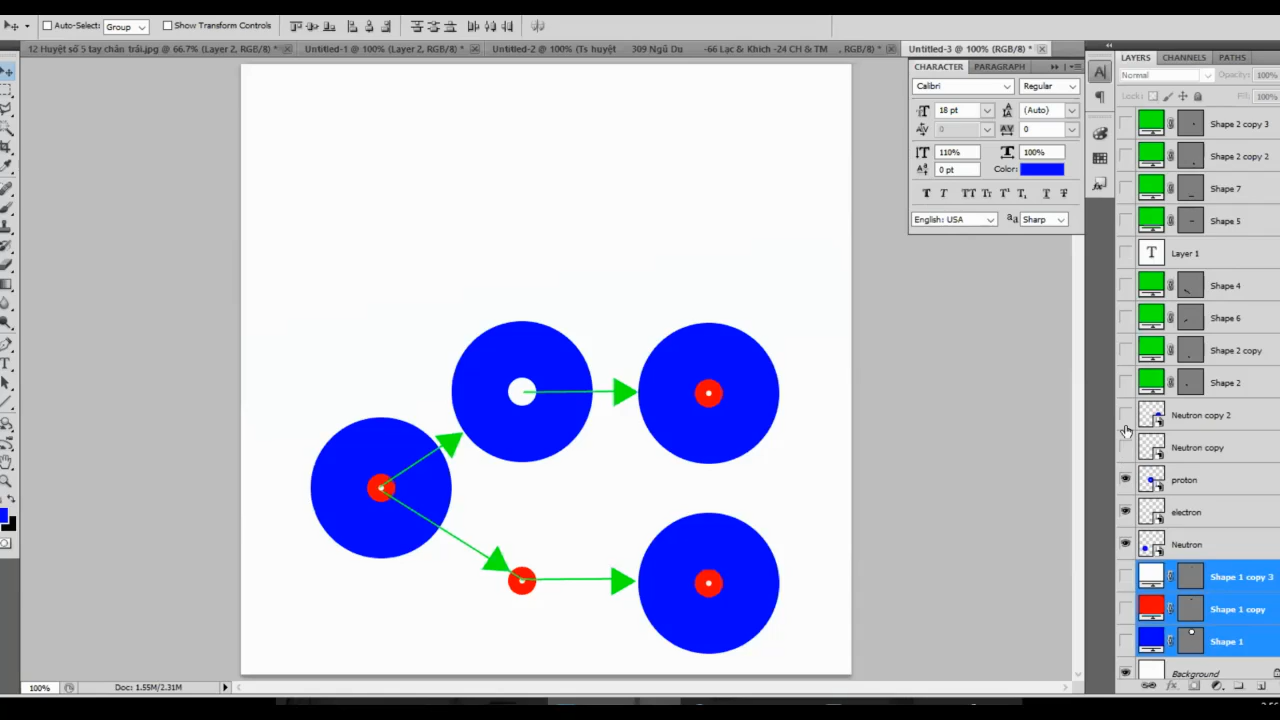 Auto-Select: Group Show Transform Controls
12 Huyệt số 5 tay chân trái.jpg @ 66.7% (Layer 2, RGB/8) * Untitled-1 @ 100% (Layer 2, RGB/8) * Untitled-2 @ 100% (Ts huyệt 309 Ngũ Du -66 Lạc & Khich -24 CH & TM , RGB/8) * Untitled-3 @ 100% (RGB/8) *
CHARACTER PARAGRAPH
Calibri Regular
18 pt (Auto)
0 0
110% 100%
0 pt Color:
T T TT Tr T¹ T, T T
English: USA aa Sharp
LAYERS CHANNELS PATHS
Normal Opacity: 100%
Lock: Fill: 100%
Shape 2 copy 3
Shape 2 copy 2
Shape 7
Shape 5
T Layer 1
Shape 4
Shape 6
Shape 2 copy
Shape 2
Neutron copy 2
Neutron copy
proton
electron
Neutron
Shape 1 copy 3
Shape 1 copy
Shape 1
Background
100% Doc: 1.55M/2.31M